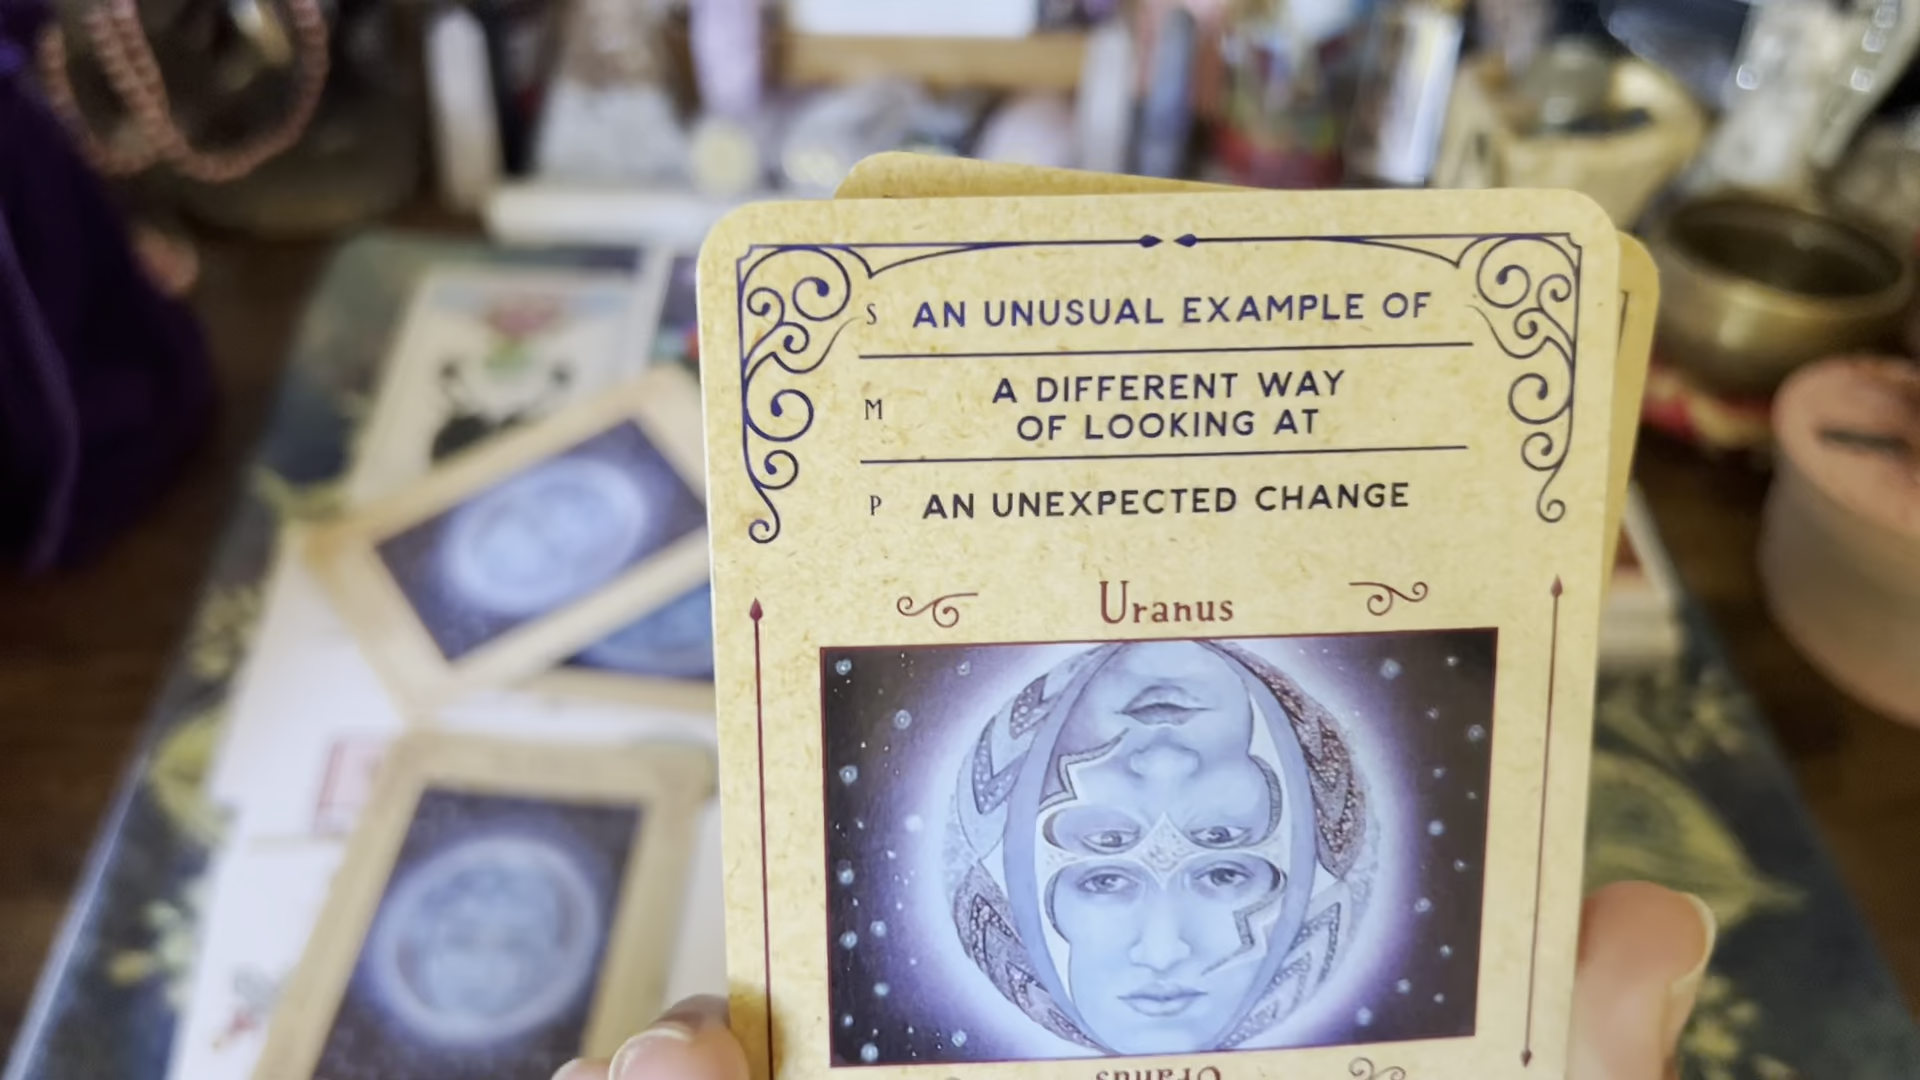 S AN UNUSUAL EXAMPLE OF
M A DIFFERENT WAY
OF LOOKING AT
P AN UNEXPECTED CHANGE
Uranus